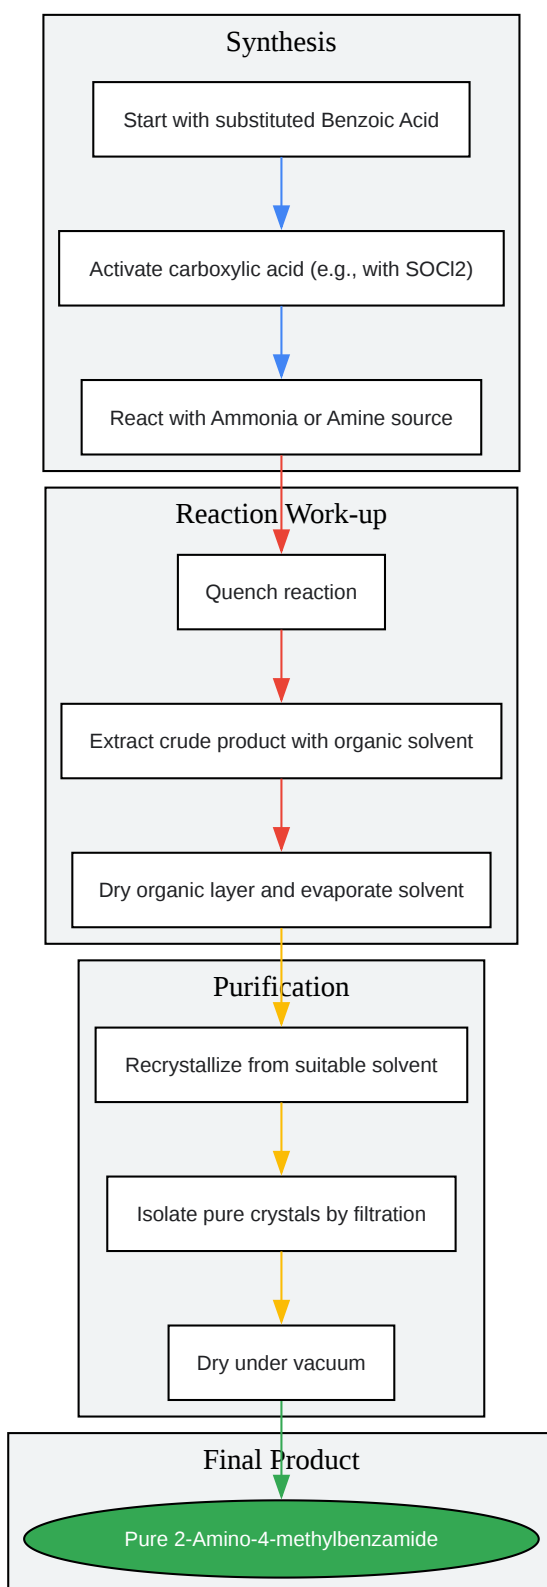 Synthesis
Start with substituted Benzoic Acid
Activate carboxylic acid (e.g., with SOCl2)
React with Ammonia or Amine source
Reaction Work-up
Quench reaction
Extract crude product with organic solvent
Dry organic layer and evaporate solvent
Purification
Recrystallize from suitable solvent
Isolate pure crystals by filtration
Dry under vacuum
Final Product
Pure 2-Amino-4-methylbenzamide